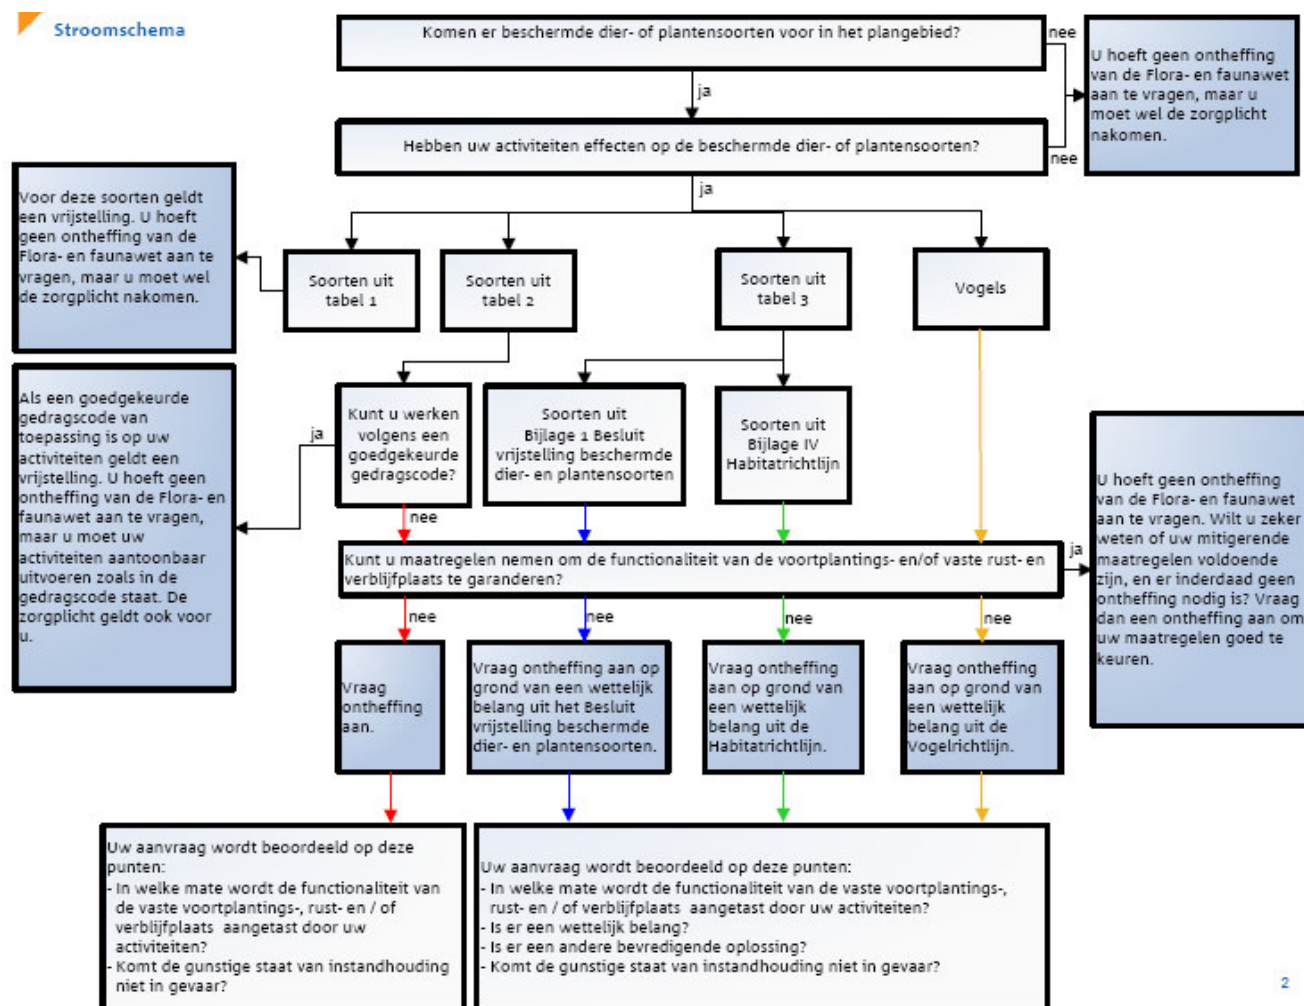 Stroomschema
Komen er beschermde dier- of plantensoorten voor in het plangebied?
nee
U hoeft geen ontheffing
van de Flora- en faunawet
aan te vragen, maar u
moet wel de zorgplicht
nakomen.
ja
Hebben uw activiteiten effecten op de beschermde dier- of plantensoorten?
nee
ja
Voor deze soorten geldt
een vrijstelling. U hoeft
geen ontheffing van de
Flora- en faunawet aan te
vragen, maar u moet wel
de zorgplicht nakomen.
Soorten uit
tabel 1
Soorten uit
tabel 2
Soorten uit
tabel 3
Vogels
Als een goedgekeurde
gedragscode van
toepassing is op uw
activiteiten geldt een
vrijstelling. U hoeft geen
ontheffing van de Flora- en
faunawet aan te vragen,
maar u moet uw
activiteiten aantoonbaar
uitvoeren zoals in de
gedragscode staat. De
zorgplicht geldt ook voor
u.
ja
Kunt u werken
volgens een
goedgekeurde
gedragscode?
Soorten uit
Bijlage 1 Besluit
vrijstelling beschermde
dier- en plantensoorten
Soorten uit
Bijlage IV
Habitatrichtlijn
nee
Kunt u maatregelen nemen om de functionaliteit van de voortplantings- en/of vaste rust- en
verblijfplaats te garanderen?
ja
U hoeft geen ontheffing
van de Flora- en faunawet
aan te vragen. Wilt u zeker
weten of uw mitigerende
maatregelen voldoende
zijn, en er inderdaad geen
ontheffing nodig is? Vraag
dan een ontheffing aan om
uw maatregelen goed te
keuren.
nee
nee
nee
nee
Vraag
ontheffing
aan.
Vraag ontheffing aan op
grond van een wettelijk
belang uit het Besluit
vrijstelling beschermde
dier- en plantensoorten.
Vraag ontheffing
aan op grond van
een wettelijk
belang uit de
Habitatrichtlijn.
Vraag ontheffing
aan op grond van
een wettelijk
belang uit de
Vogelrichtlijn.
Uw aanvraag wordt beoordeeld op deze
punten:
- In welke mate wordt de functionaliteit van
de vaste voortplantings-, rust- en / of
verblijfplaats aangetast door uw
activiteiten?
- Komt de gunstige staat van instandhouding
niet in gevaar?
Uw aanvraag wordt beoordeeld op deze punten:
- In welke mate wordt de functionaliteit van de vaste voortplantings-,
rust- en / of verblijfplaats aangetast door uw activiteiten?
- Is er een wettelijk belang?
- Is er een andere bevredigende oplossing?
- Komt de gunstige staat van instandhouding niet in gevaar?
2